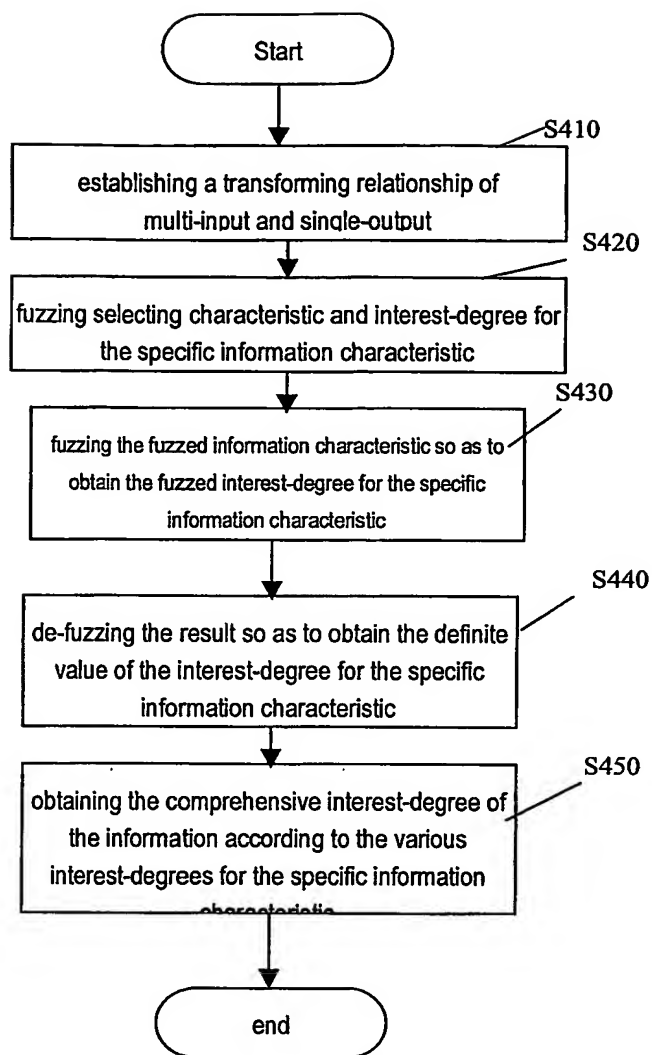 Start
S410
establishing a transforming relationship of
multi-input and single-output
S420
fuzzing selecting characteristic and interest-degree for
the specific information characteristic
S430
fuzzing the fuzzed information characteristic so as to
obtain the fuzzed interest-degree for the specific
information characteristic
S440
de-fuzzing the result so as to obtain the definite
value of the interest-degree for the specific
information characteristic
S450
obtaining the comprehensive interest-degree of
the information according to the various
interest-degrees for the specific information
characteristic
end